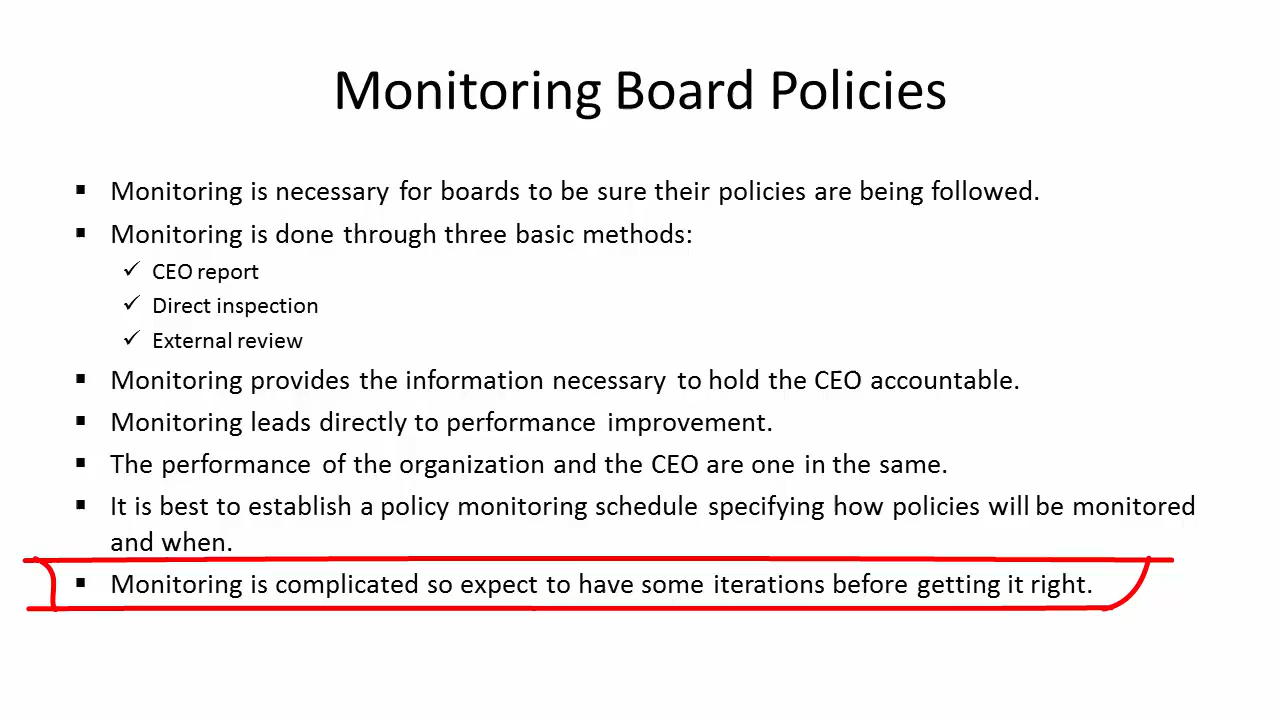 Monitoring Board Policies
▪ Monitoring is necessary for boards to be sure their policies are being followed.
▪ Monitoring is done through three basic methods:
✓ CEO report
✓ Direct inspection
✓ External review
▪ Monitoring provides the information necessary to hold the CEO accountable.
▪ Monitoring leads directly to performance improvement.
▪ The performance of the organization and the CEO are one in the same.
▪ It is best to establish a policy monitoring schedule specifying how policies will be monitored
and when.
▪ Monitoring is complicated so expect to have some iterations before getting it right.